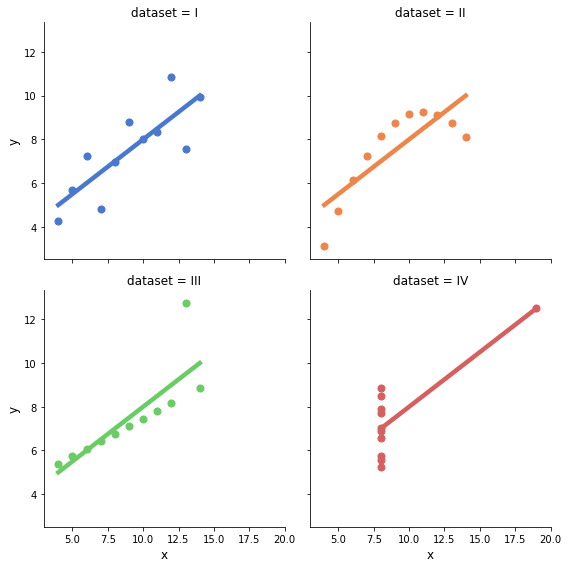 dataset = I
dataset = II
12
10
8
6
4
y
dataset = III
dataset = IV
12
10
8
6
4
y
5.0 7.5 10.0 12.5 15.0 17.5 20.0
5.0 7.5 10.0 12.5 15.0 17.5 20.0
x
x